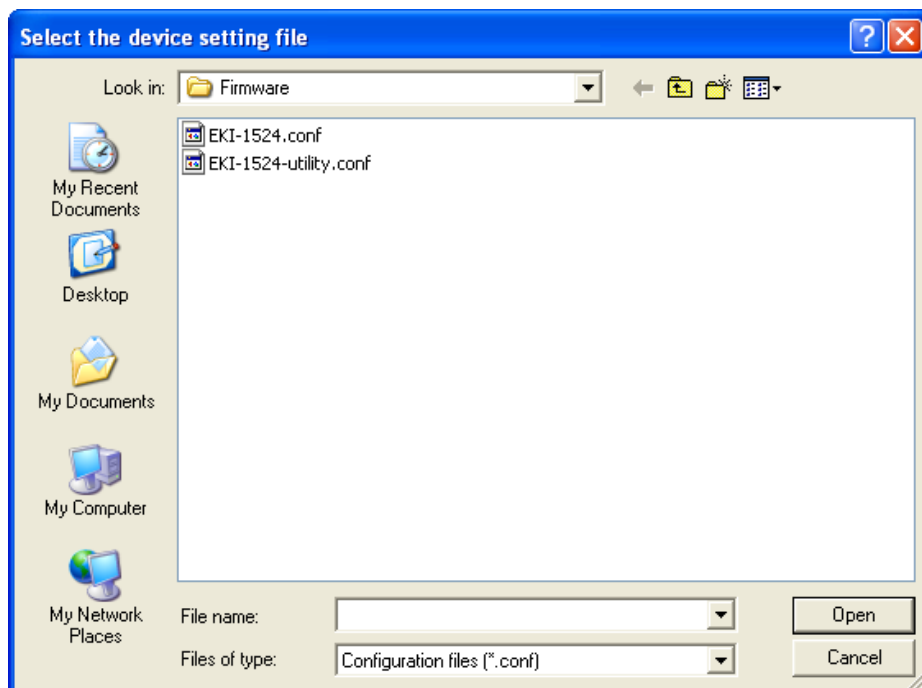 Select the device setting file
Look in:
Firmware
EKI-1524.conf
EKI-1524-utility.conf
My Recent
Documents
Desktop
My Documents
My Computer
My Network
Places
File name:
Open
Files of type:
Configuration files (*.conf)
Cancel